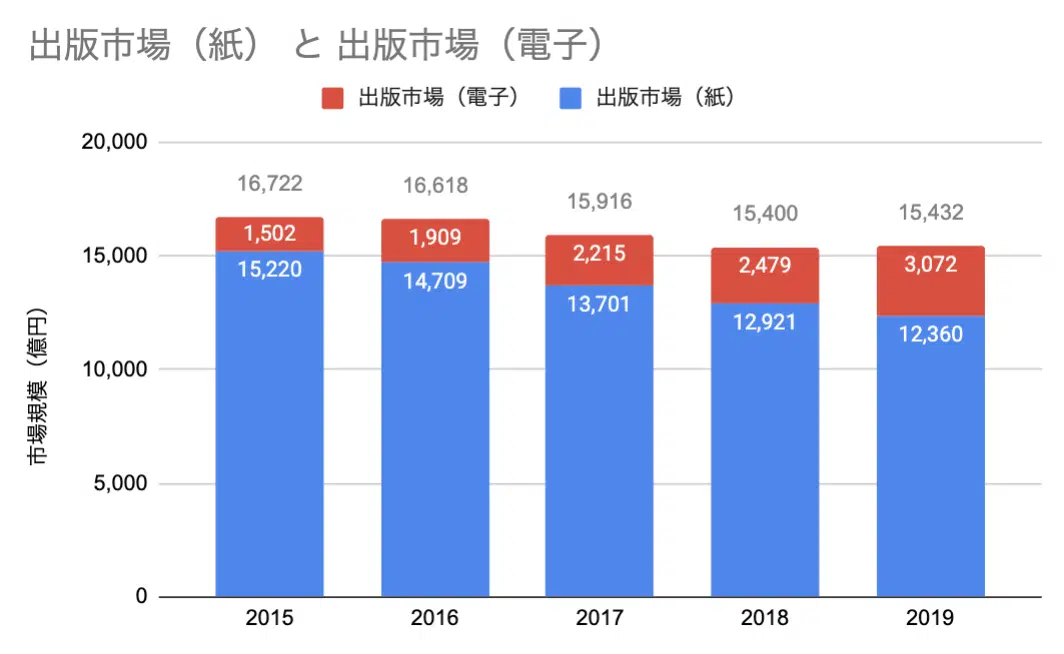 出版市場（紙） と 出版市場（電子）
出版市場（電子） 出版市場（紙）
20,000
15,000
10,000
5,000
0
市場規模（億円）
16,722 16,618 15,916 15,400 15,432
1,502 1,909 2,215 2,479 3,072
15,220 14,709 13,701 12,921 12,360
2015 2016 2017 2018 2019